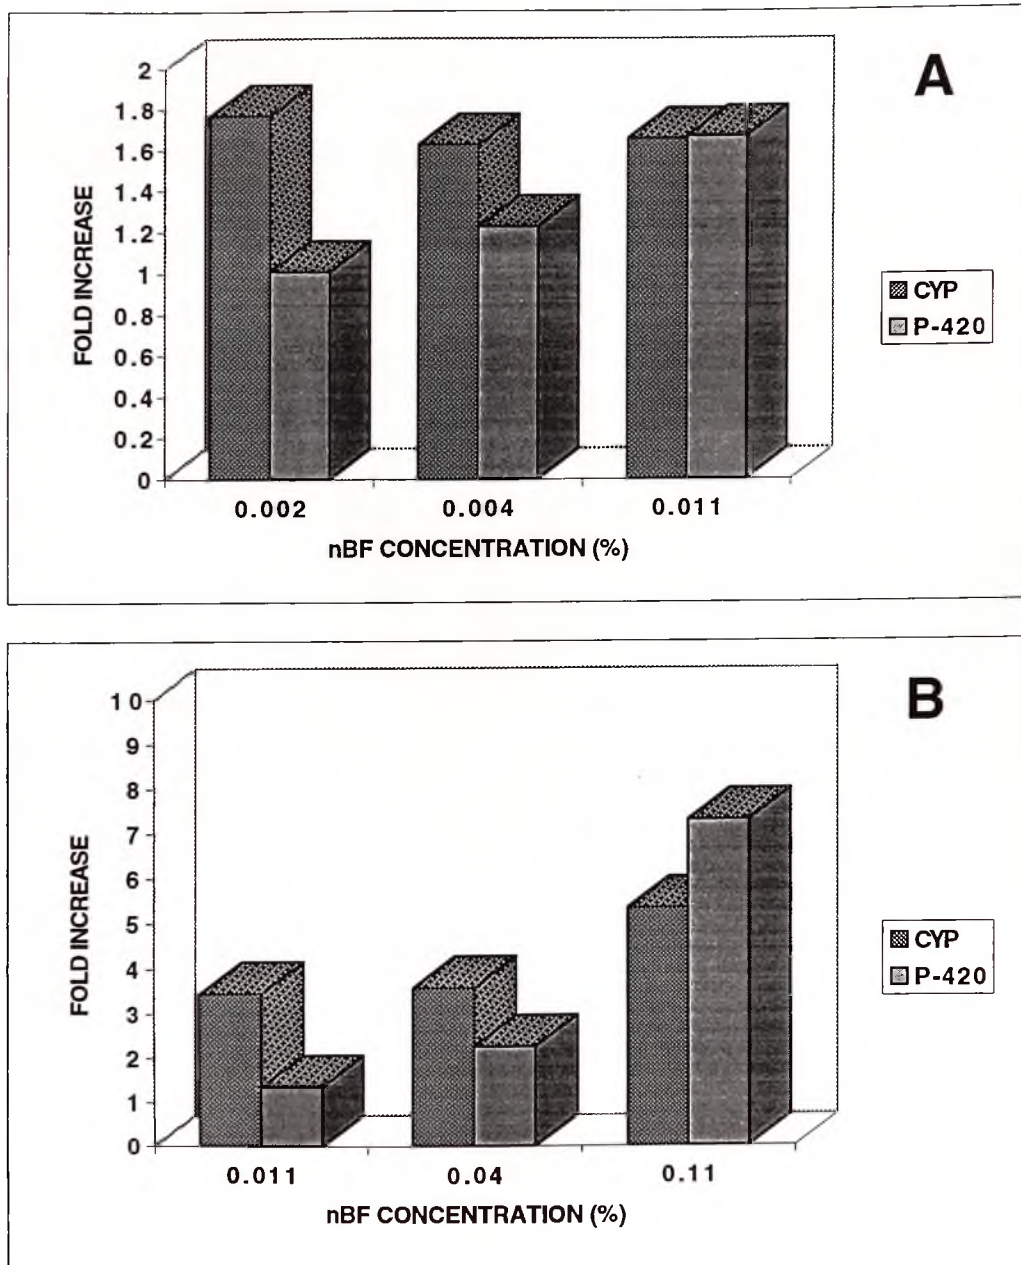 A
FOLD INCREASE
2
1.8
1.6
1.4
1.2
1
0.8
0.6
0.4
0.2
0
0.002 0.004 0.011
nBF CONCENTRATION (%)
CYP
P-420
B
FOLD INCREASE
10
9
8
7
6
5
4
3
2
1
0
0.011 0.04 0.11
nBF CONCENTRATION (%)
CYP
P-420